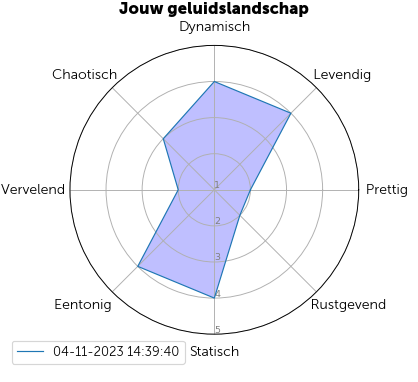 Jouw geluidslandschap
Dynamisch
Chaotisch
Levendig
Vervelend
1
Prettig
2
3
4
Eentonig
Rustgevend
5
04-11-2023 14:39:40
Statisch